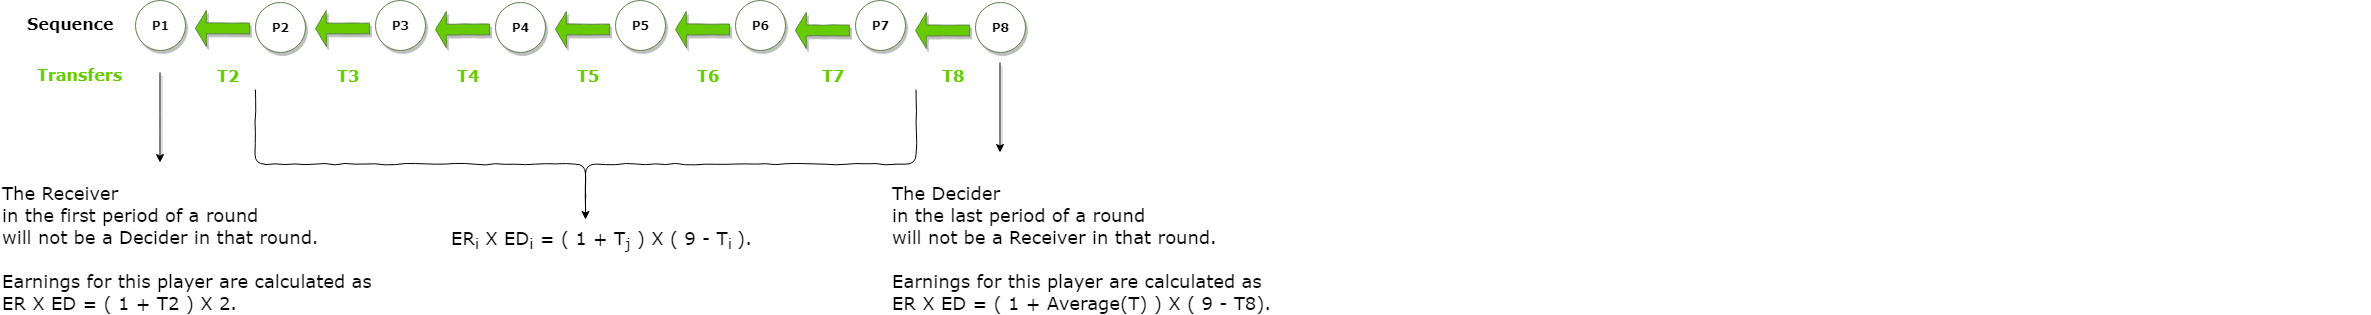 Sequence P1 P2 P3 P4 P5 P6 P7 P8
Transfers T2 T3 T4 T5 T6 T7 T8
The Receiver
in the first period of a round
will not be a Decider in that round.
Earnings for this player are calculated as
ER X ED = ( 1 + T2 ) X 2.
ERi X EDi = ( 1 + Tj ) X ( 9 - Ti ).
The Decider
in the last period of a round
will not be a Receiver in that round.
Earnings for this player are calculated as
ER X ED = ( 1 + Average(T) ) X ( 9 - T8).